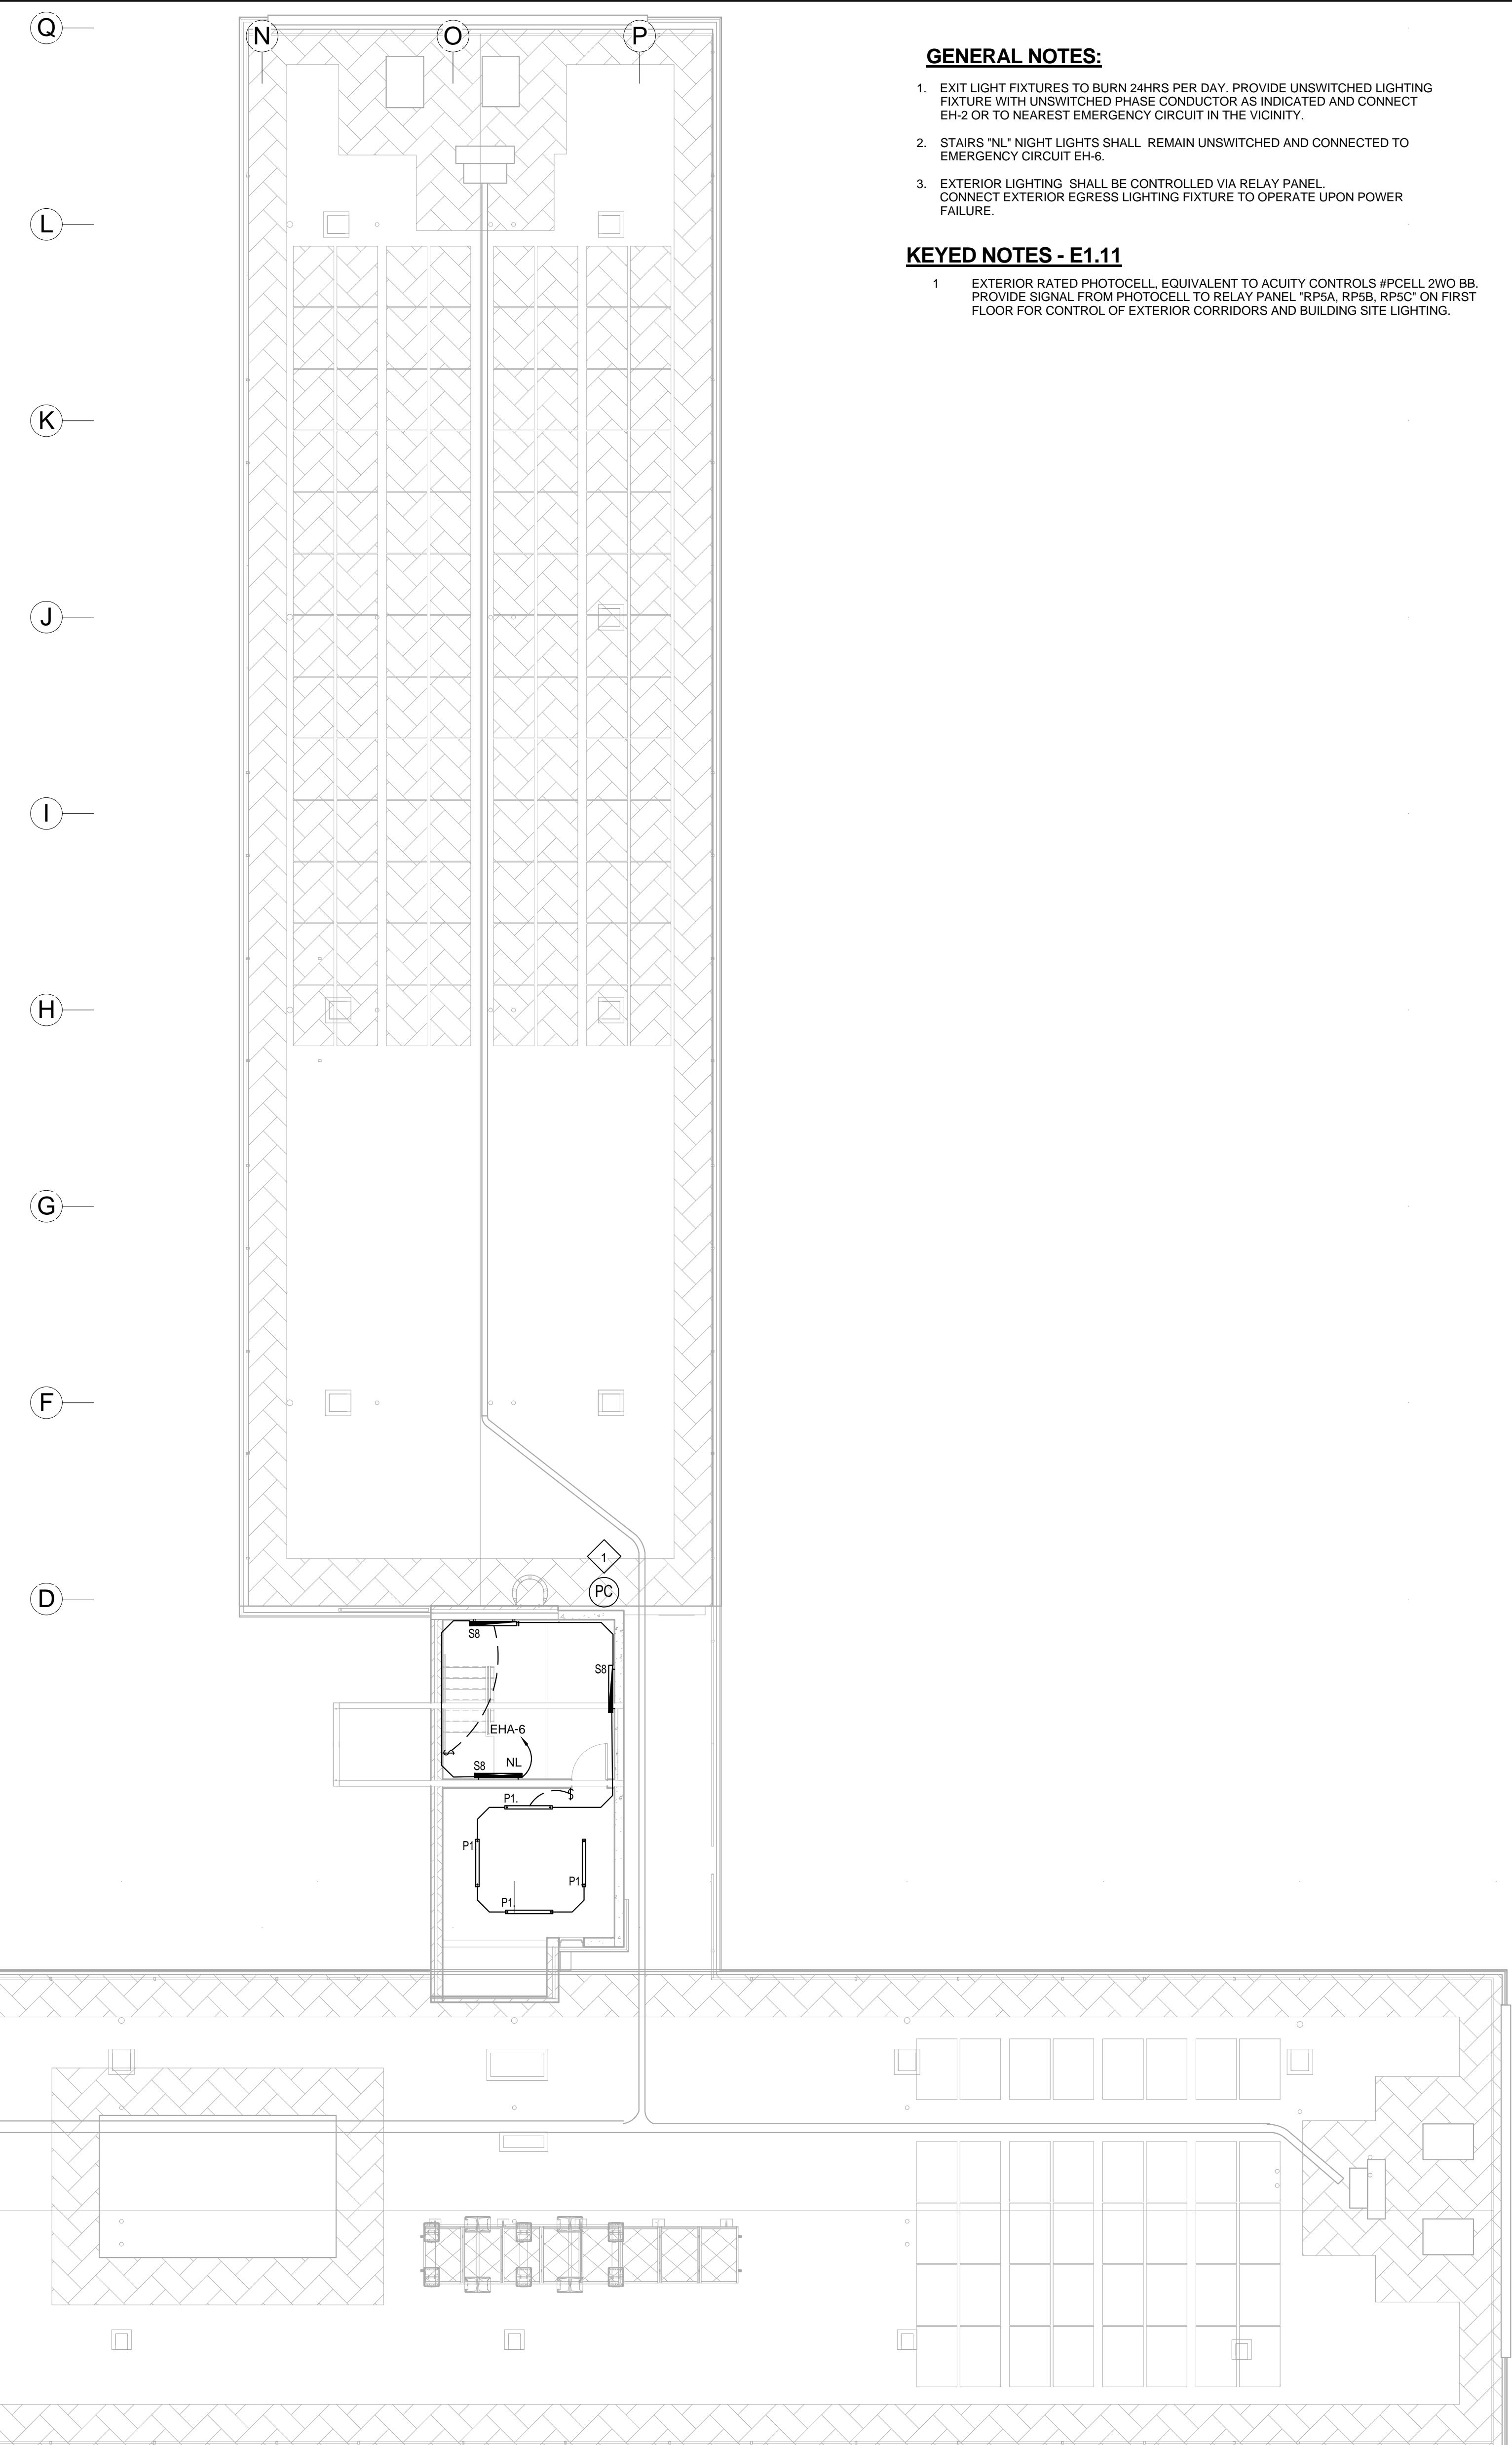 Q
N
O
P
GENERAL NOTES:
1. EXIT LIGHT FIXTURES TO BURN 24HRS PER DAY. PROVIDE UNSWITCHED LIGHTING
FIXTURE WITH UNSWITCHED PHASE CONDUCTOR AS INDICATED AND CONNECT
EH-2 OR TO NEAREST EMERGENCY CIRCUIT IN THE VICINITY.
2. STAIRS "NL" NIGHT LIGHTS SHALL REMAIN UNSWITCHED AND CONNECTED TO
EMERGENCY CIRCUIT EH-6.
3. EXTERIOR LIGHTING SHALL BE CONTROLLED VIA RELAY PANEL.
CONNECT EXTERIOR EGRESS LIGHTING FIXTURE TO OPERATE UPON POWER
FAILURE.
KEYED NOTES - E1.11
1 EXTERIOR RATED PHOTOCELL, EQUIVALENT TO ACUITY CONTROLS #PCELL 2WO BB.
PROVIDE SIGNAL FROM PHOTOCELL TO RELAY PANEL "RP5A, RP5B, RP5C" ON FIRST
FLOOR FOR CONTROL OF EXTERIOR CORRIDORS AND BUILDING SITE LIGHTING.
L
K
J
I
H
G
F
D
1
PC
S8
S8
EHA-6
S8
NL
$
$
P1.
P1
P1
P1.